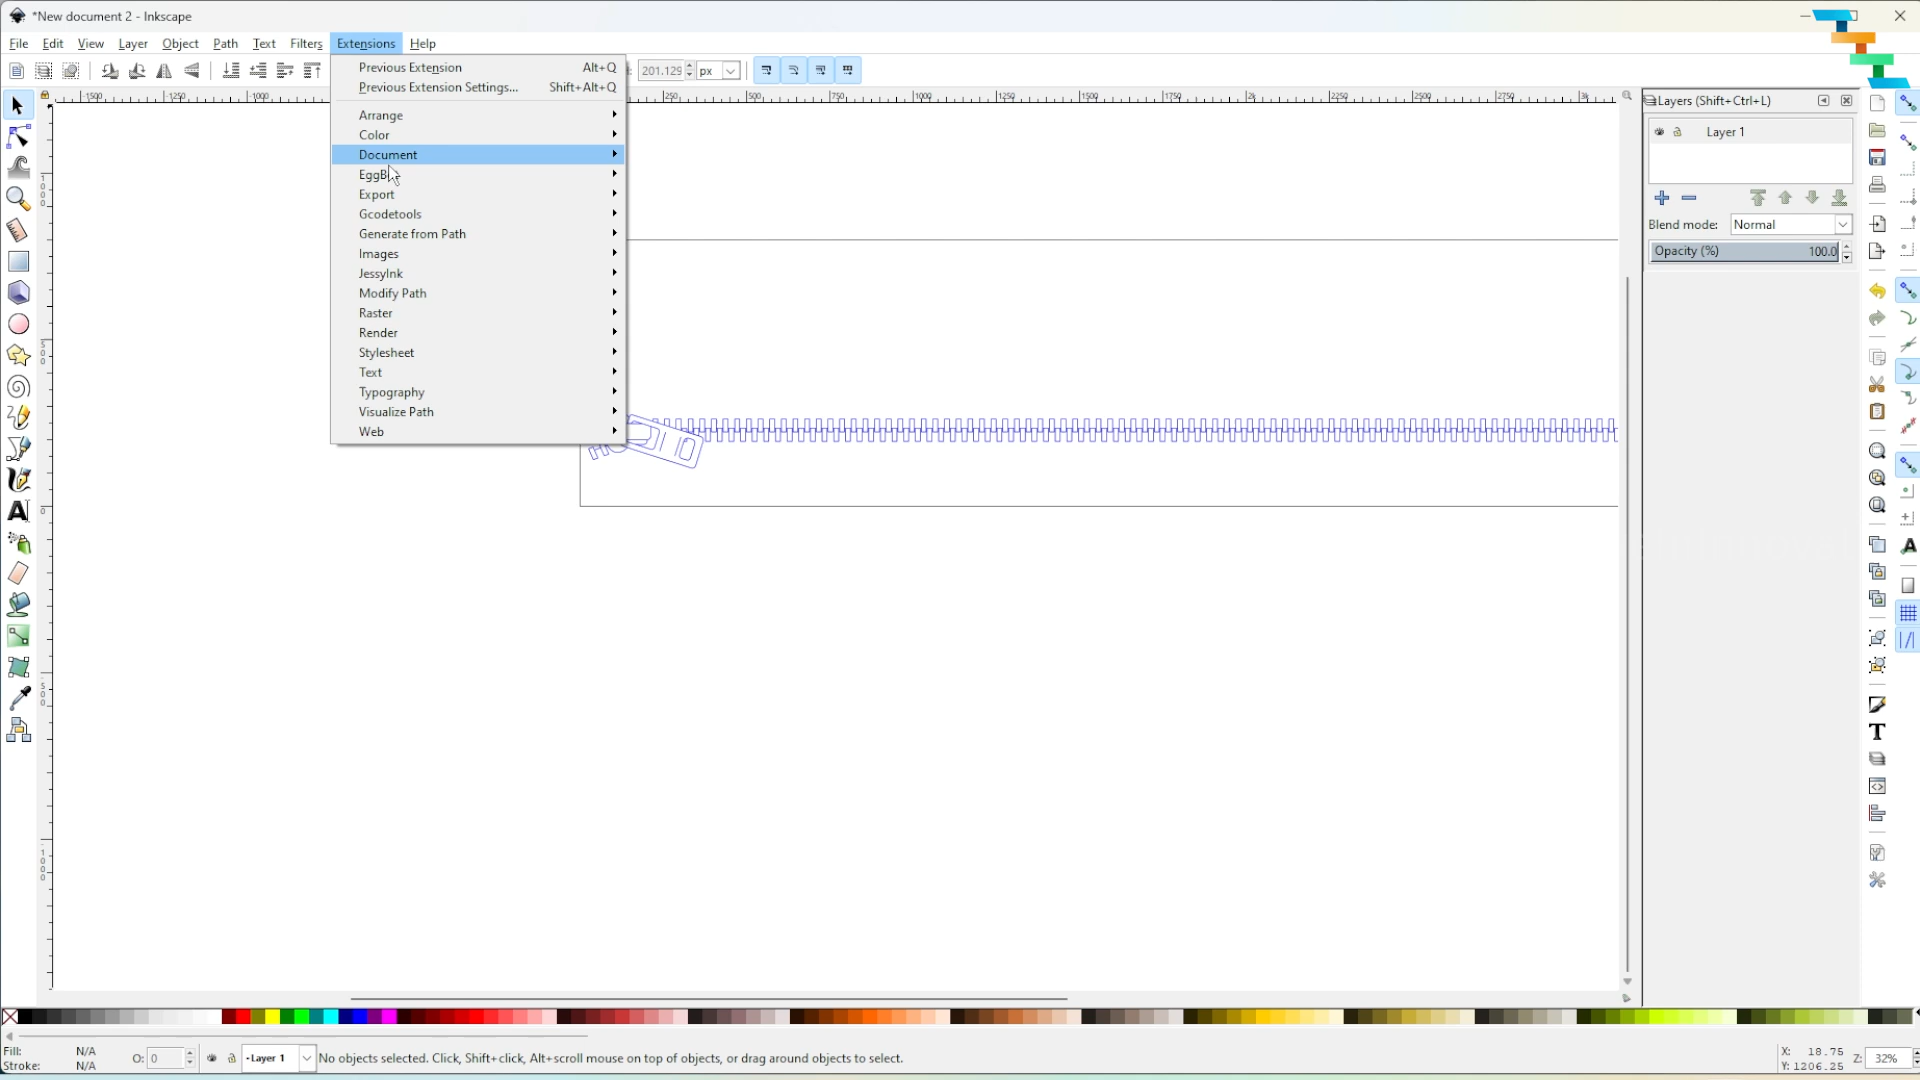 *New document 2 - Inkscape
File Edit View Layer Object Path Text Filters Extensions Help
Previous Extension Alt+Q
201.129 px
Previous Extension Settings... Shift+Alt+Q
Layers (Shift+Ctrl+L)
Arrange
Color
Layer 1
Document
Export
Gcodetools
Blend mode: Normal
Generate from Path
Opacity (%) 100.0
Images
JessyInk
Modify Path
Raster
Render
Stylesheet
Text
Typography
Visualize Path
Web
Fill: N/A
Stroke: N/A
O: 0
-Layer 1
No objects selected. Click, Shift+click, Alt+scroll mouse on top of objects, or drag around objects to select.
X: 18.75
Y: 1206.25
Z: 32%